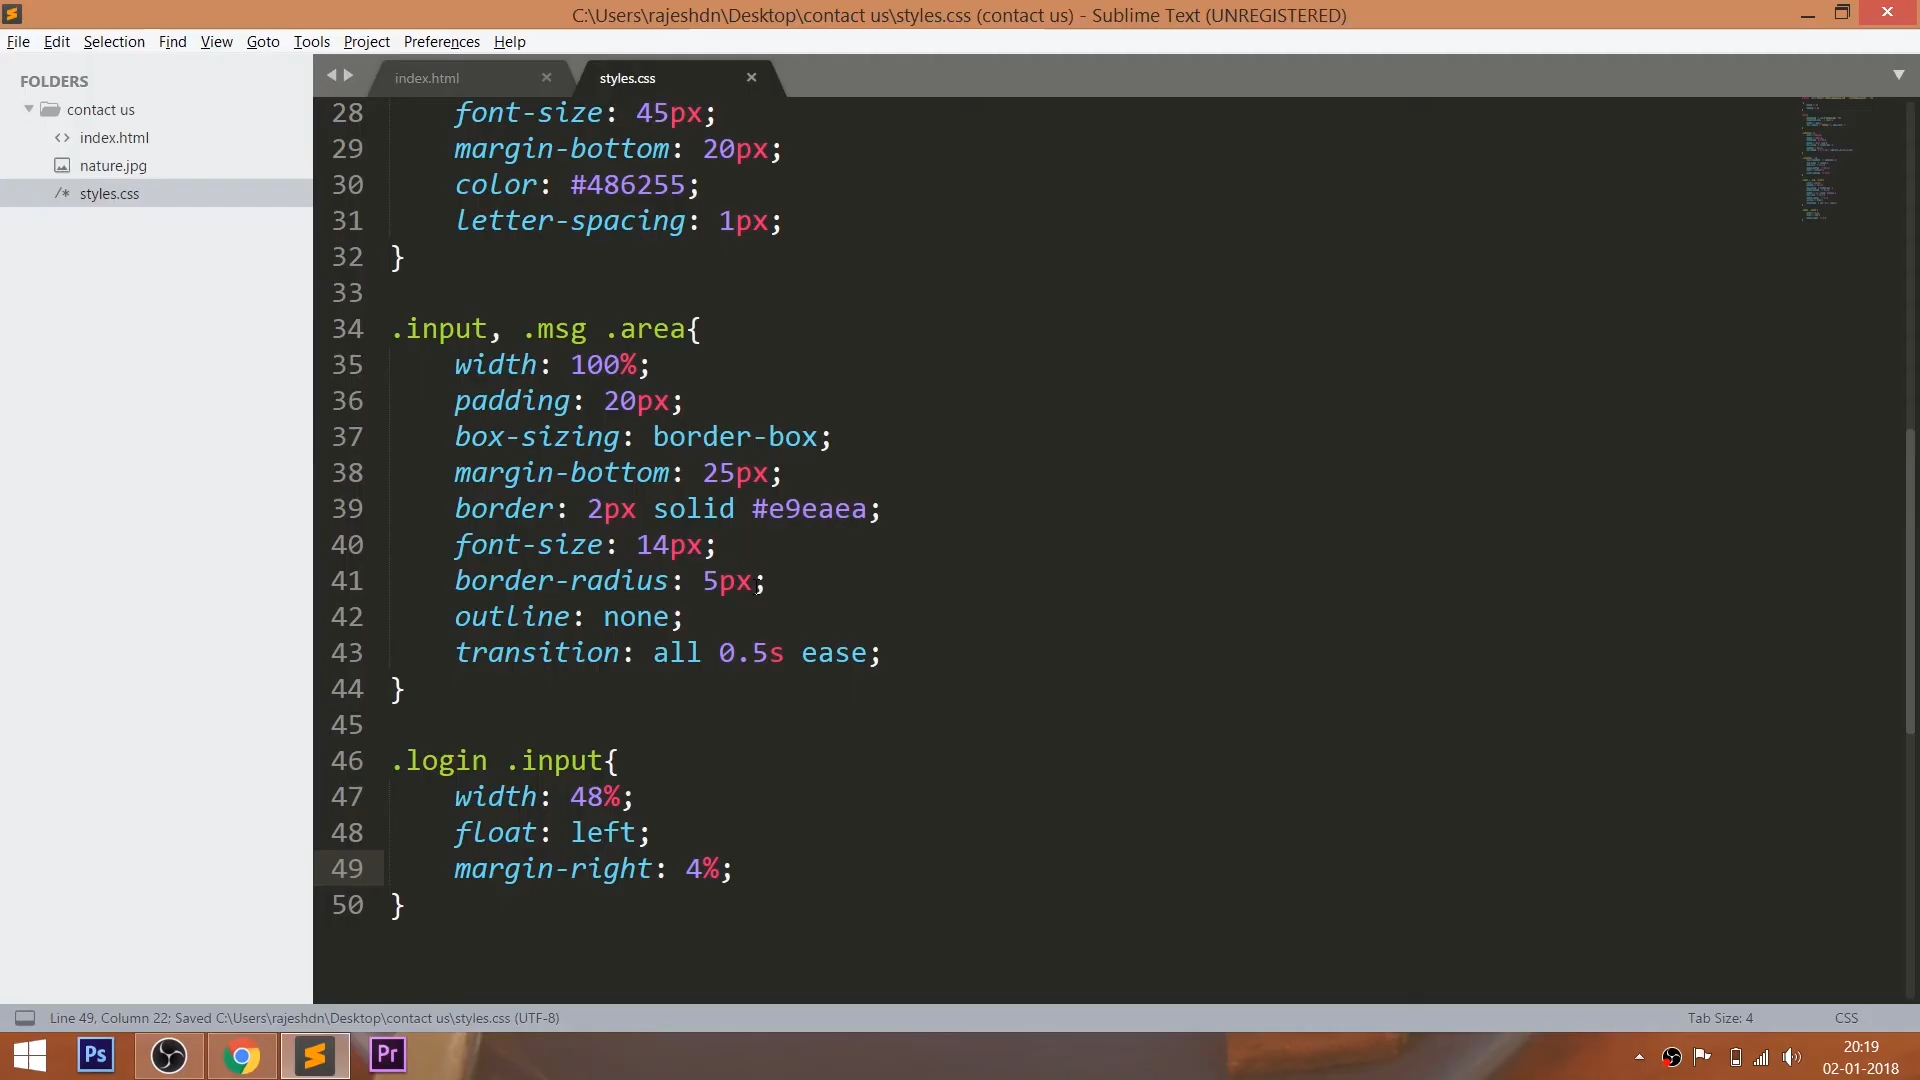 C:\Users\rajeshdn\Desktop\contact us\styles.css (contact us) - Sublime Text (UNREGISTERED)
File Edit Selection Find View Goto Tools Project Preferences Help
FOLDERS
contact us
<> index.html
nature.jpg
/* styles.css
index.html
styles.css
28 font-size: 45px;
29 margin-bottom: 20px;
30 color: #486255;
31 letter-spacing: 1px;
32 }
33
34 .input, .msg .area{
35 width: 100%;
36 padding: 20px;
37 box-sizing: border-box;
38 margin-bottom: 25px;
39 border: 2px solid #e9eaea;
40 font-size: 14px;
41 border-radius: 5px;
42 outline: none;
43 transition: all 0.5s ease;
44 }
45
46 .login .input{
47 width: 48%;
48 float: left;
49 margin-right: 4%;
50 }
Line 49, Column 22; Saved C:\Users\rajeshdn\Desktop\contact us\styles.css (UTF-8)
Tab Size: 4
CSS
Ps
Pr
20:19
02-01-2018